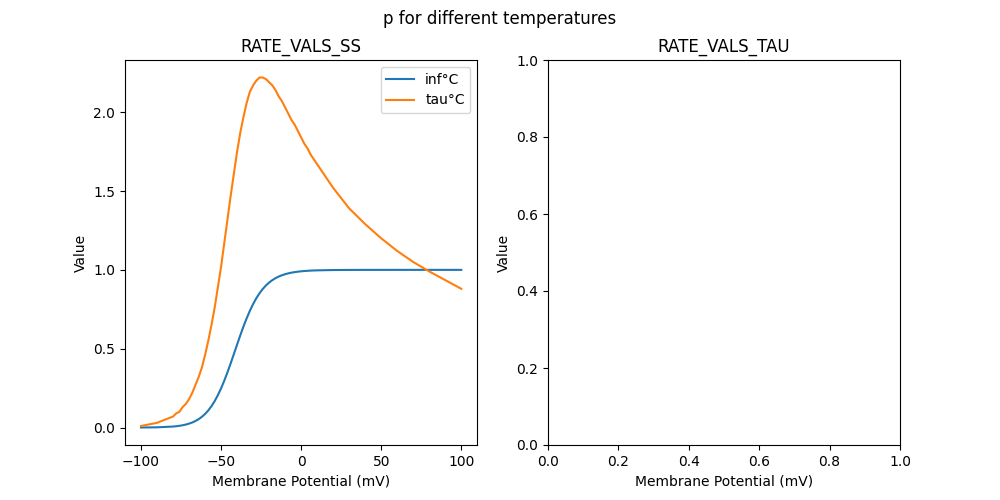 p for different temperatures
RATE_VALS_SS
inf°C
tau°C
2.0
1.5
1.0
0.5
0.0
Value
−100
−50
0
50
100
Membrane Potential (mV)
RATE_VALS_TAU
1.0
0.8
0.6
0.4
0.2
0.0
Value
0.0
0.2
0.4
0.6
0.8
1.0
Membrane Potential (mV)